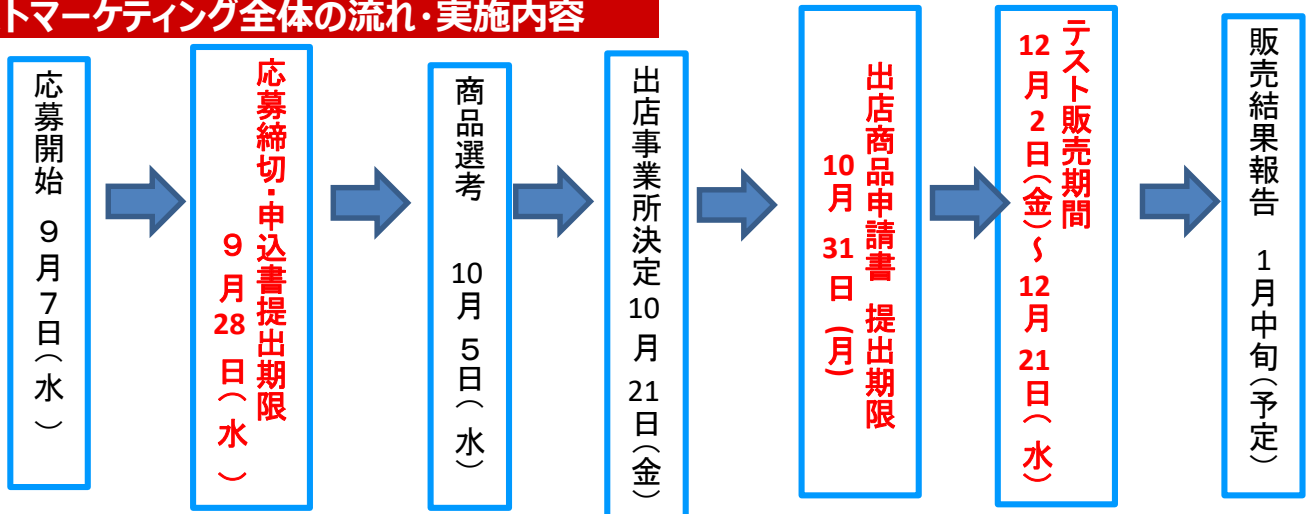 トマーケティング全体の流れ・実施内容
応募開始 ９月７日（水）
応募締切・申込書提出期限
９月28日（水）
商品選考 10月５日（水）
出店事業所決定 10月21日（金）
出店商品申請書 提出期限
10月31日（月）
テスト販売期間
12月2日（金）～12月21日（水）
販売結果報告 1月中旬（予定）